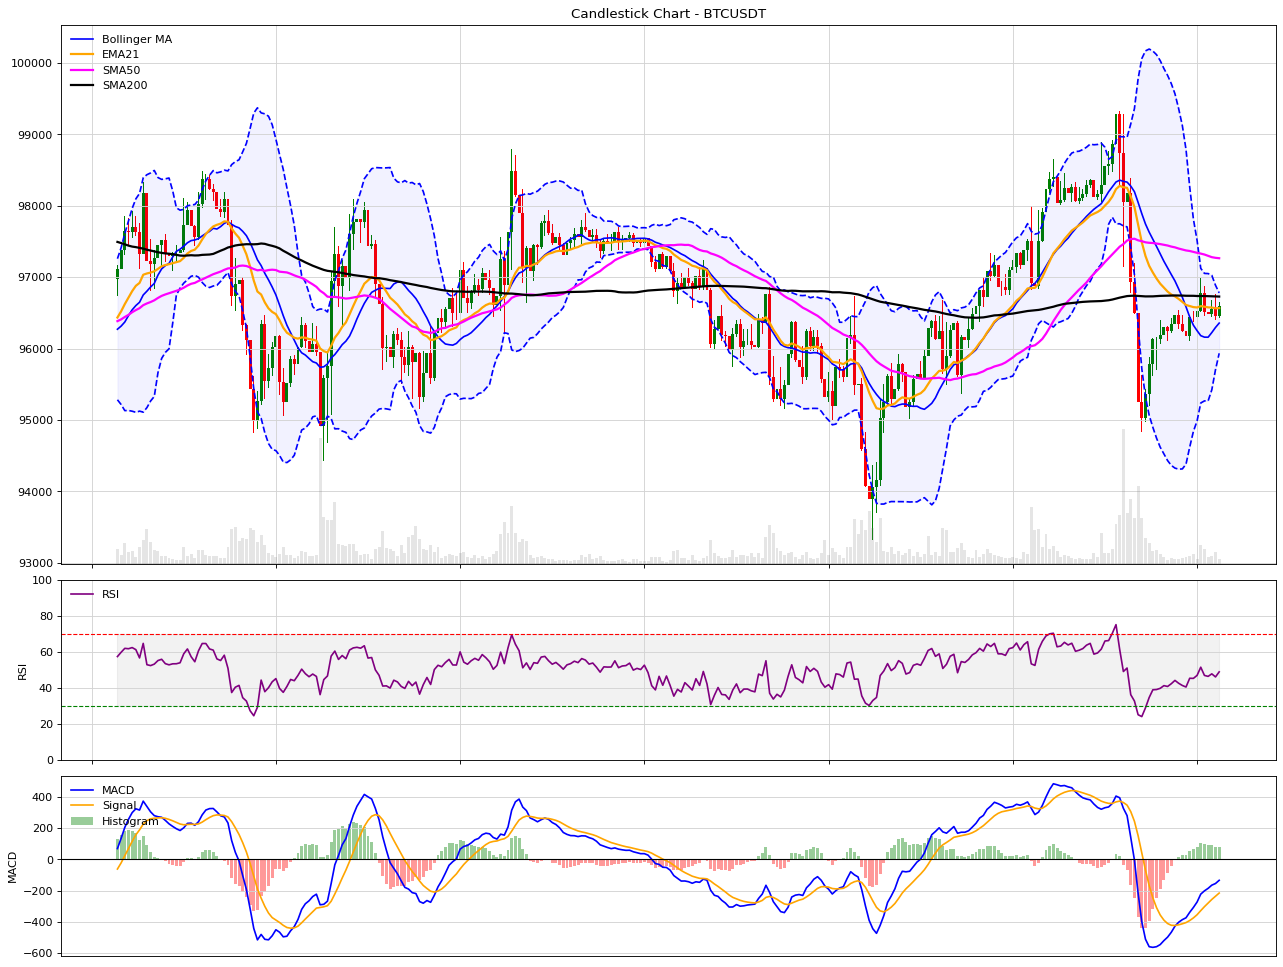 Candlestick Chart - BTCUSDT
Bollinger MA
EMA21
SMA50
SMA200
100000
99000
98000
97000
96000
95000
94000
93000
RSI
100
80
60
40
20
0
RSI
MACD
Signal
Histogram
400
200
0
−200
−400
−600
MACD